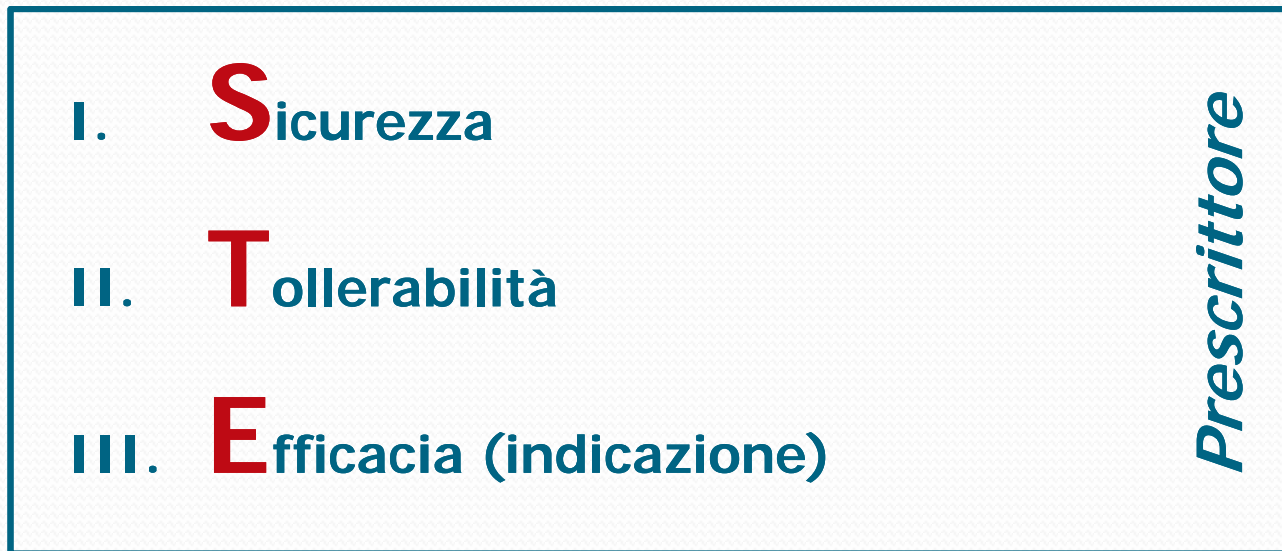 I. Sicurezza
II. Tollerabilità
III. Efficacia (indicazione)
Prescrittore